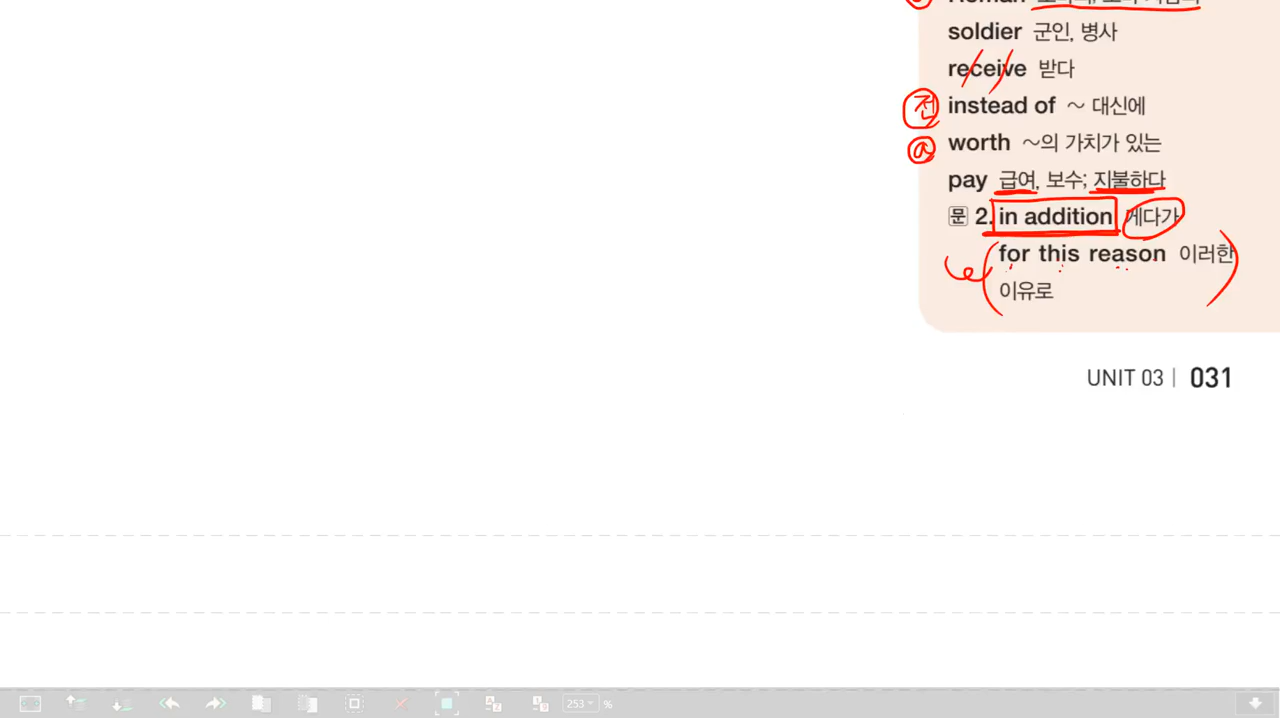 Roman
soldier 군인, 병사
receive 받다
전 instead of ~ 대신에
worth ~의 가치가 있는
pay 급여, 보수; 지불하다
문 2. in addition 게다가
for this reason 이러한
이유로
UNIT 03 | 031
253 %